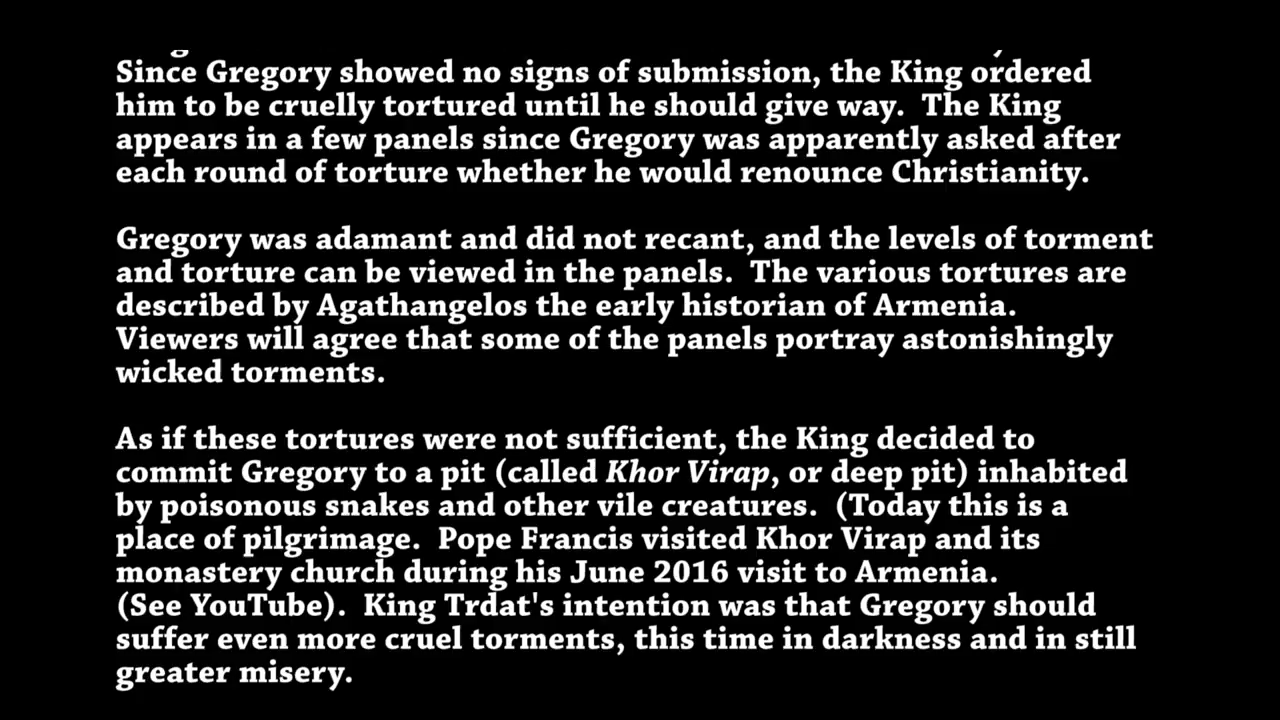 Since Gregory showed no signs of submission, the King ordered
him to be cruelly tortured until he should give way.  The King
appears in a few panels since Gregory was apparently asked after
each round of torture whether he would renounce Christianity.
Gregory was adamant and did not recant, and the levels of torment
and torture can be viewed in the panels.  The various tortures are
described by Agathangelos the early historian of Armenia.
Viewers will agree that some of the panels portray astonishingly
wicked torments.
As if these tortures were not sufficient, the King decided to
commit Gregory to a pit (called Khor Virap, or deep pit) inhabited
by poisonous snakes and other vile creatures.  (Today this is a
place of pilgrimage.  Pope Francis visited Khor Virap and its
monastery church during his June 2016 visit to Armenia.
(See YouTube).  King Trdat's intention was that Gregory should
suffer even more cruel torments, this time in darkness and in still
greater misery.